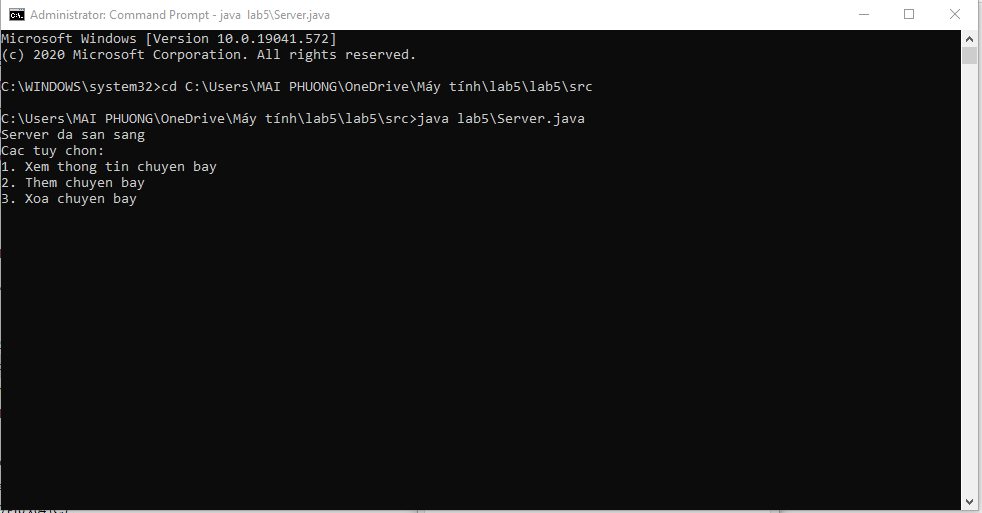 Administrator: Command Prompt - java  lab5\Server.java
Microsoft Windows [Version 10.0.19041.572]
(c) 2020 Microsoft Corporation. All rights reserved.
C:\WINDOWS\system32>cd C:\Users\MAI PHUONG\OneDrive\Máy tính\lab5\lab5\src
C:\Users\MAI PHUONG\OneDrive\Máy tính\lab5\lab5\src>java lab5\Server.java
Server da san sang
Cac tuy chon:
1. Xem thong tin chuyen bay
2. Them chuyen bay
3. Xoa chuyen bay